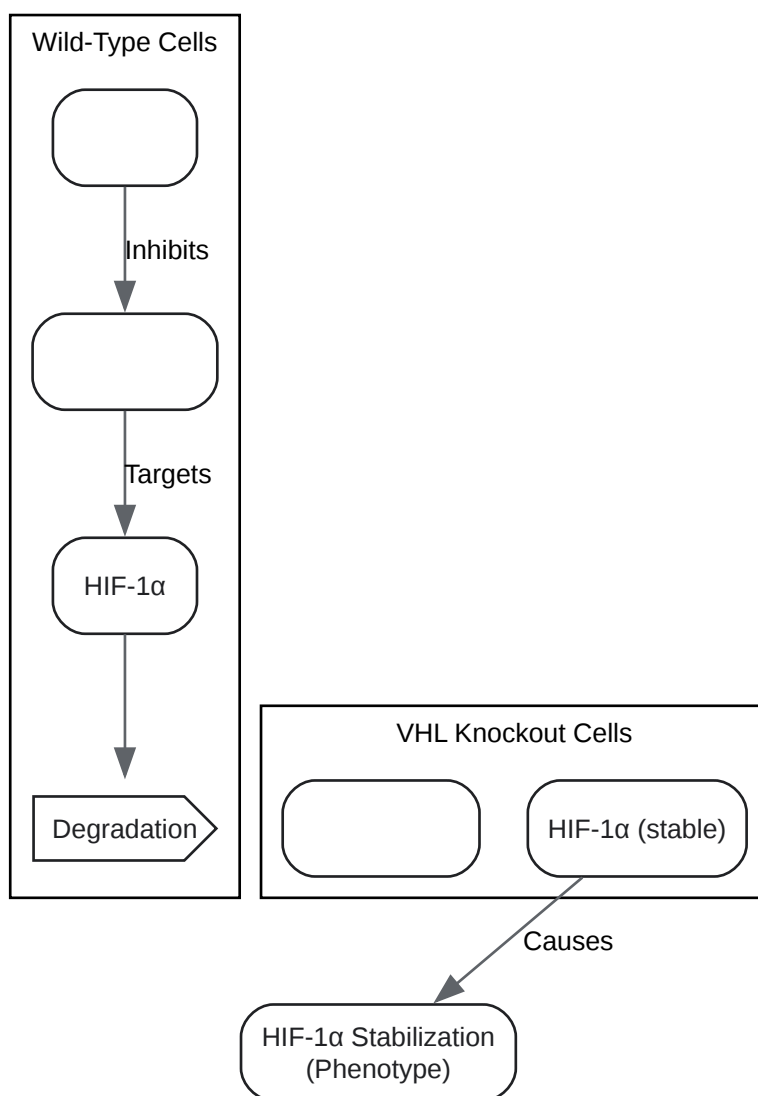 Wild-Type Cells
Inhibits
Targets
HIF-1α
Degradation
VHL Knockout Cells
HIF-1α (stable)
Causes
HIF-1α Stabilization
(Phenotype)